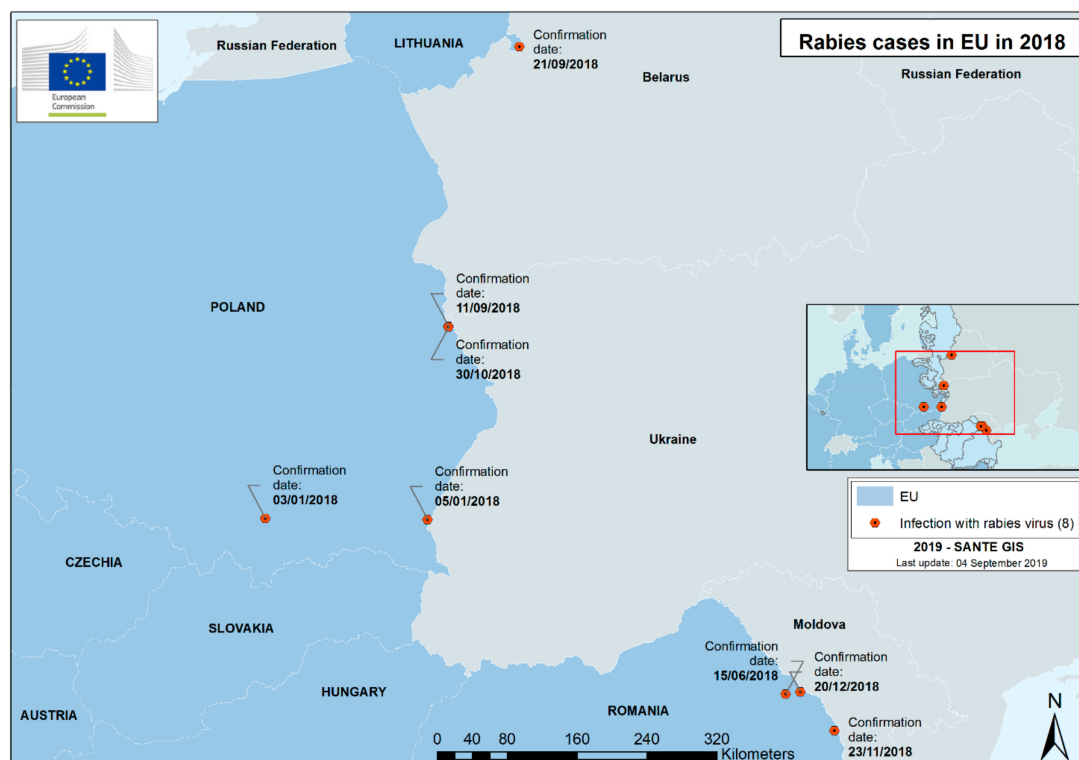 Rabies cases in EU in 2018
European
Commission
Russian Federation
LITHUANIA
Confirmation
date:
21/09/2018
Belarus
Russian Federation
POLAND
Confirmation
date:
11/09/2018
Confirmation
date:
30/10/2018
Ukraine
Confirmation
date:
03/01/2018
Confirmation
date:
05/01/2018
EU
Infection with rabies virus (8)
2019 - SANTE GIS
Last update: 04 September 2019
CZECHIA
SLOVAKIA
HUNGARY
AUSTRIA
ROMANIA
Moldova
Confirmation
date:
15/06/2018
Confirmation
date:
20/12/2018
Confirmation
date:
23/11/2018
N
0 40 80 160 240 320
Kilometers